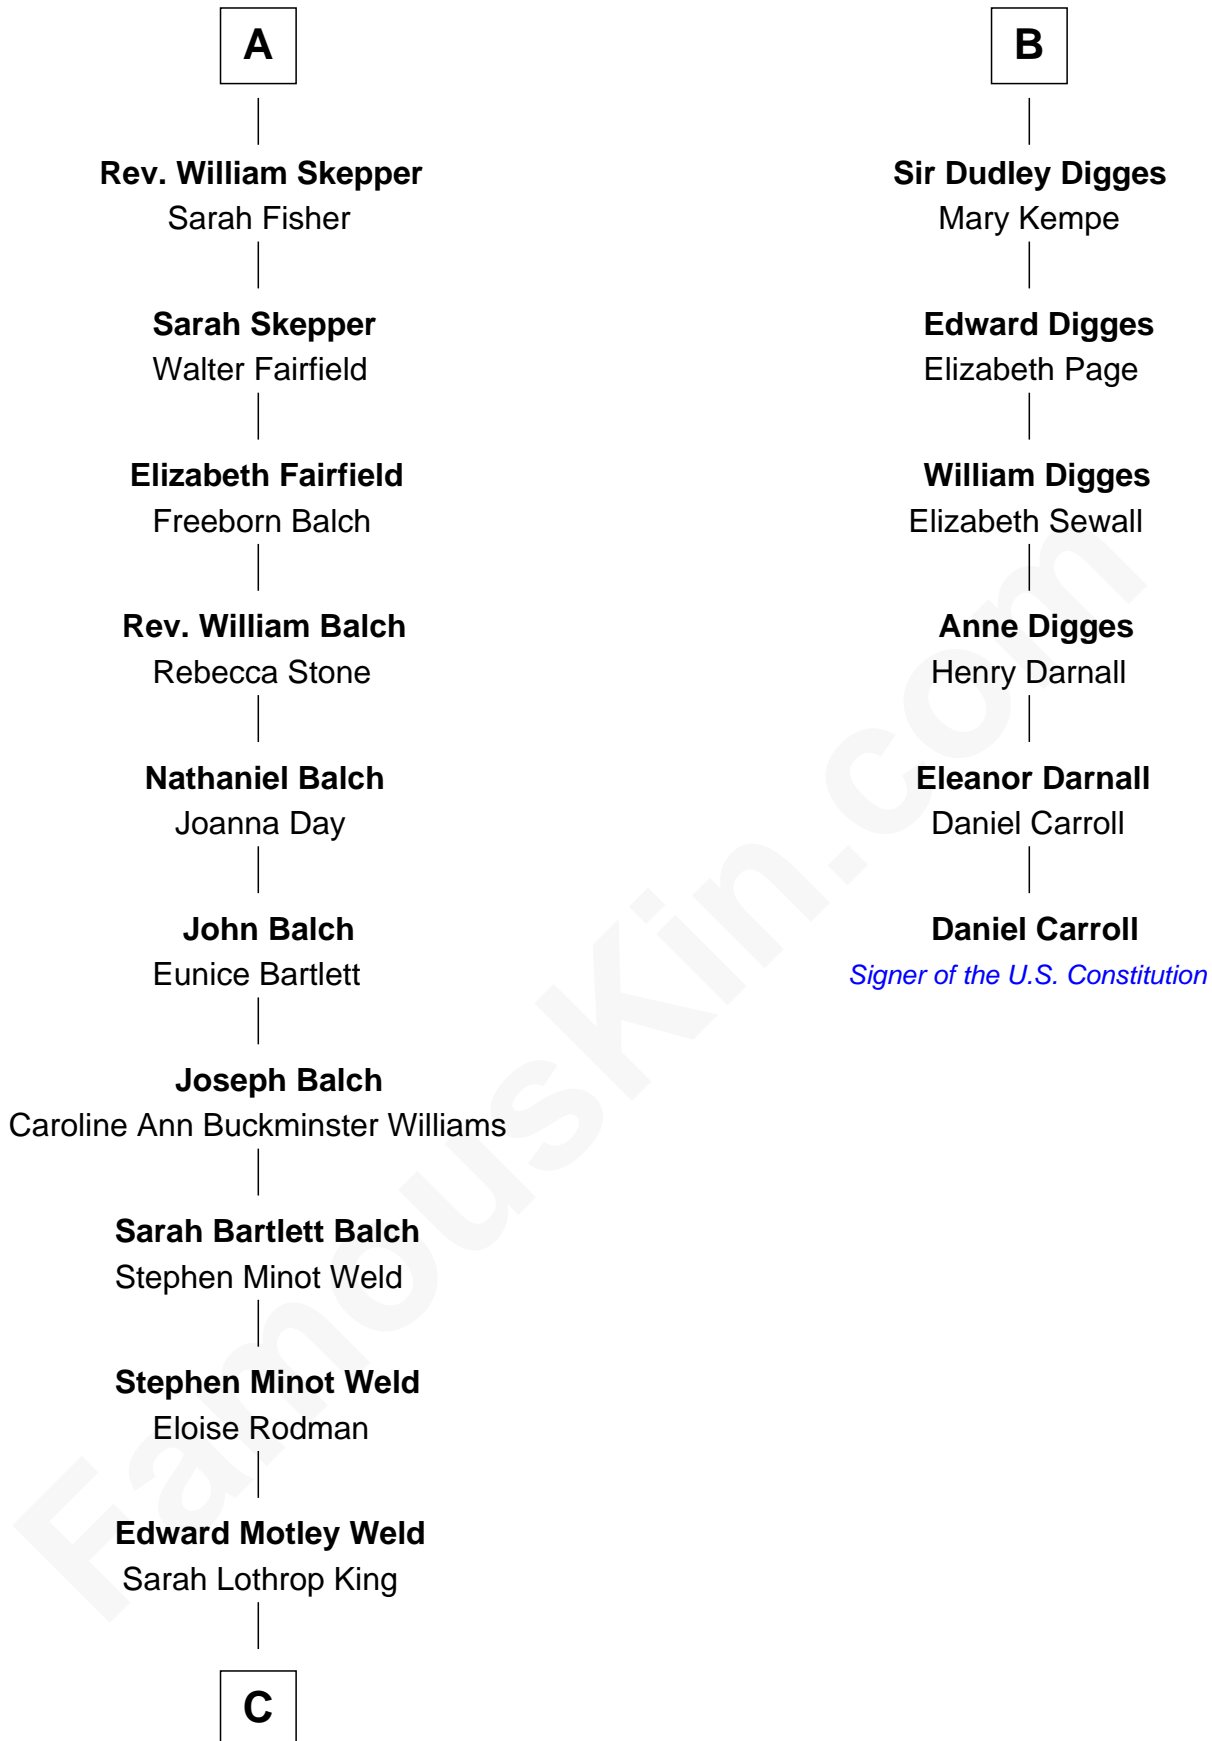 A
Rev. William Skepper
Sarah Fisher
Sarah Skepper
Walter Fairfield
Elizabeth Fairfield
Freeborn Balch
Rev. William Balch
Rebecca Stone
Nathaniel Balch
Joanna Day
John Balch
Eunice Bartlett
Joseph Balch
Caroline Ann Buckminster Williams
Sarah Bartlett Balch
Stephen Minot Weld
Stephen Minot Weld
Eloise Rodman
Edward Motley Weld
Sarah Lothrop King
C
B
Sir Dudley Digges
Mary Kempe
Edward Digges
Elizabeth Page
William Digges
Elizabeth Sewall
Anne Digges
Henry Darnall
Eleanor Darnall
Daniel Carroll
Daniel Carroll
Signer of the U.S. Constitution
FamousKin.com